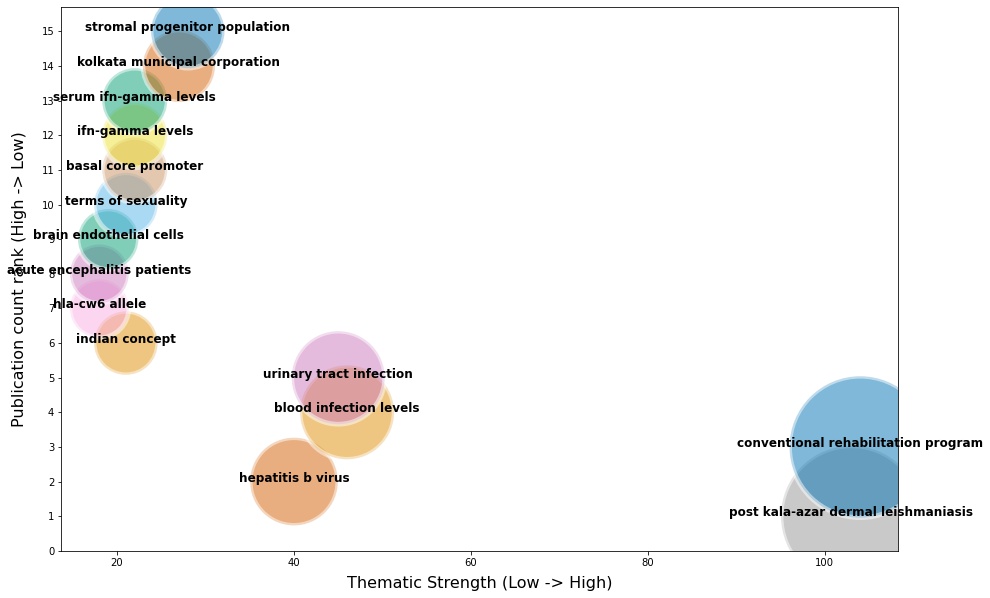 15
stromal progenitor population
14
kolkata municipal corporation
13
serum ifn-gamma levels
12
ifn-gamma levels
11
basal core promoter
10
terms of sexuality
9
brain endothelial cells
8
acute encephalitis patients
7
hla-cw6 allele
6
indian concept
5
urinary tract infection
4
blood infection levels
3
conventional rehabilitation program
2
hepatitis b virus
1
post kala-azar dermal leishmaniasis
0
Publication count rank (High -> Low)
20
40
60
80
100
Thematic Strength (Low -> High)